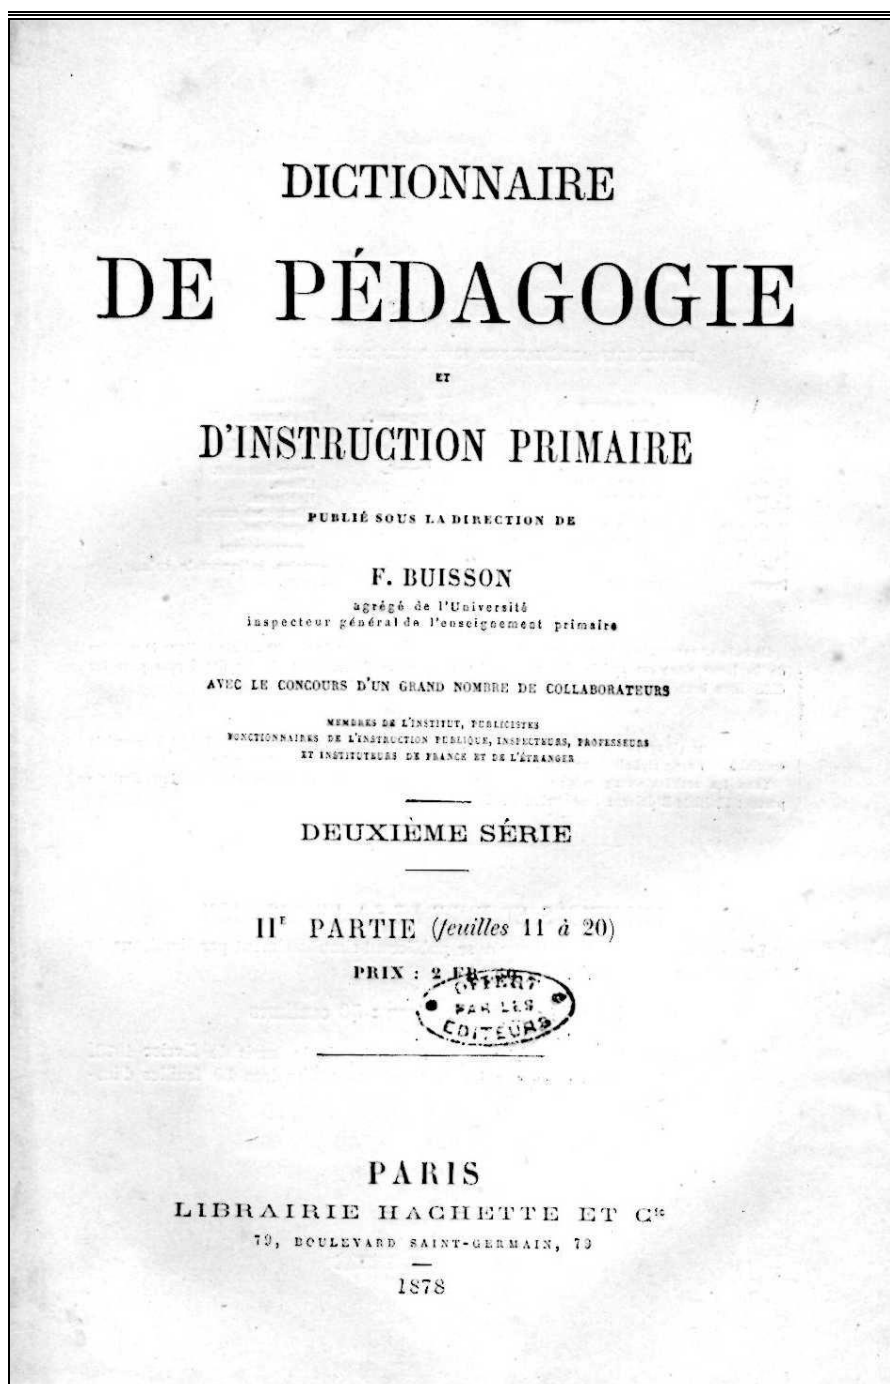 DICTIONNAIRE
DE PÉDAGOGIE
ET
D'INSTRUCTION PRIMAIRE
PUBLIÉ SOUS LA DIRECTION DE
F. BUISSON
agrégé de l'Université
inspecteur général de l'enseignement primaire
AVEC LE CONCOURS D'UN GRAND NOMBRE DE COLLABORATEURS
MEMBRES DE L'INSTITUT, PUBLICISTES
FONCTIONNAIRES DE L'INSTRUCTION PUBLIQUE, INSPECTEURS, PROFESSEURS
ET INSTITUTEURS DE FRANCE ET DE L'ÉTRANGER
DEUXIÈME SÉRIE
IIE PARTIE (feuilles 11 à 20)
PRIX : 2 FR.
OFFERT
PAR LES
EDITEURS
PARIS
LIBRAIRIE HACHETTE ET Cie
79, BOULEVARD SAINT-GERMAIN, 79
1878